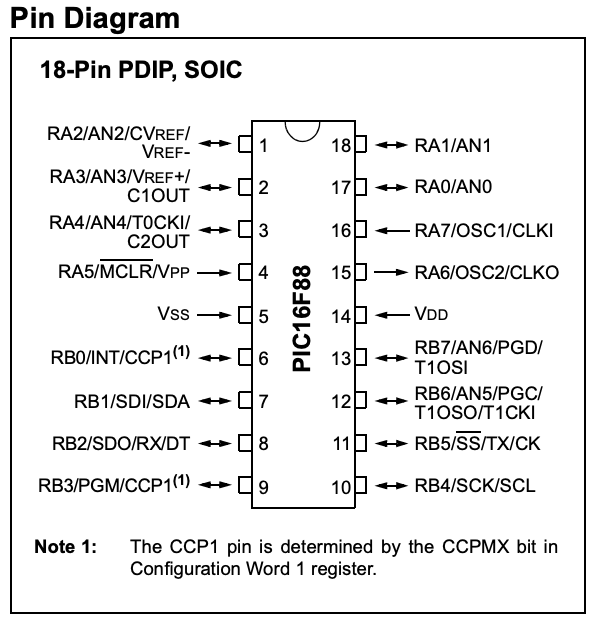 Pin Diagram
18-Pin PDIP, SOIC
RA2/AN2/CVREF/
VREF-
RA3/AN3/VREF+/
C1OUT
RA4/AN4/T0CKI/
C2OUT
RA5/MCLR/VPP
VSS
RB0/INT/CCP1(1)
RB1/SDI/SDA
RB2/SDO/RX/DT
RB3/PGM/CCP1(1)
1
2
3
4
5
6
7
8
9
PIC16F88
18
17
16
15
14
13
12
11
10
RA1/AN1
RA0/AN0
RA7/OSC1/CLKI
RA6/OSC2/CLKO
VDD
RB7/AN6/PGD/
T1OSI
RB6/AN5/PGC/
T1OSO/T1CKI
RB5/SS/TX/CK
RB4/SCK/SCL
Note 1: The CCP1 pin is determined by the CCPMX bit in
Configuration Word 1 register.